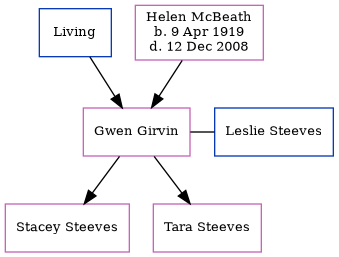 Living
Helen McBeath
b. 9 Apr 1919
d. 12 Dec 2008
Gwen Girvin
Leslie Steeves
Stacey Steeves
Tara Steeves